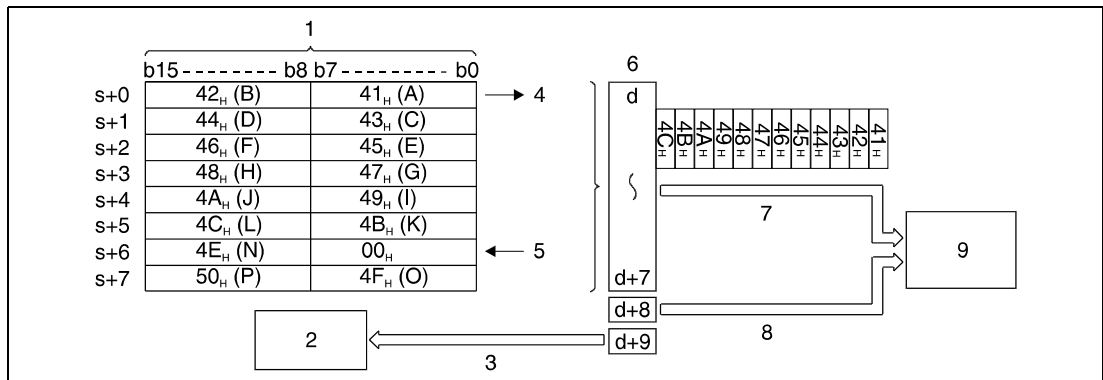 1
b15 - - - - - - - - - - b8 b7 - - - - - - - - - - b0
s+0 42H (B) 41H (A) 4
s+1 44H (D) 43H (C)
s+2 46H (F) 45H (E)
s+3 48H (H) 47H (G)
s+4 4AH (J) 49H (I)
s+5 4CH (L) 4BH (K)
s+6 4EH (N) 00H 5
s+7 50H (P) 4FH (O)
6
d
4CH 4BH 4AH 49H 48H 47H 46H 45H 44H 43H 42H 41H
7
9
d+7
d+8
8
2
3
d+9